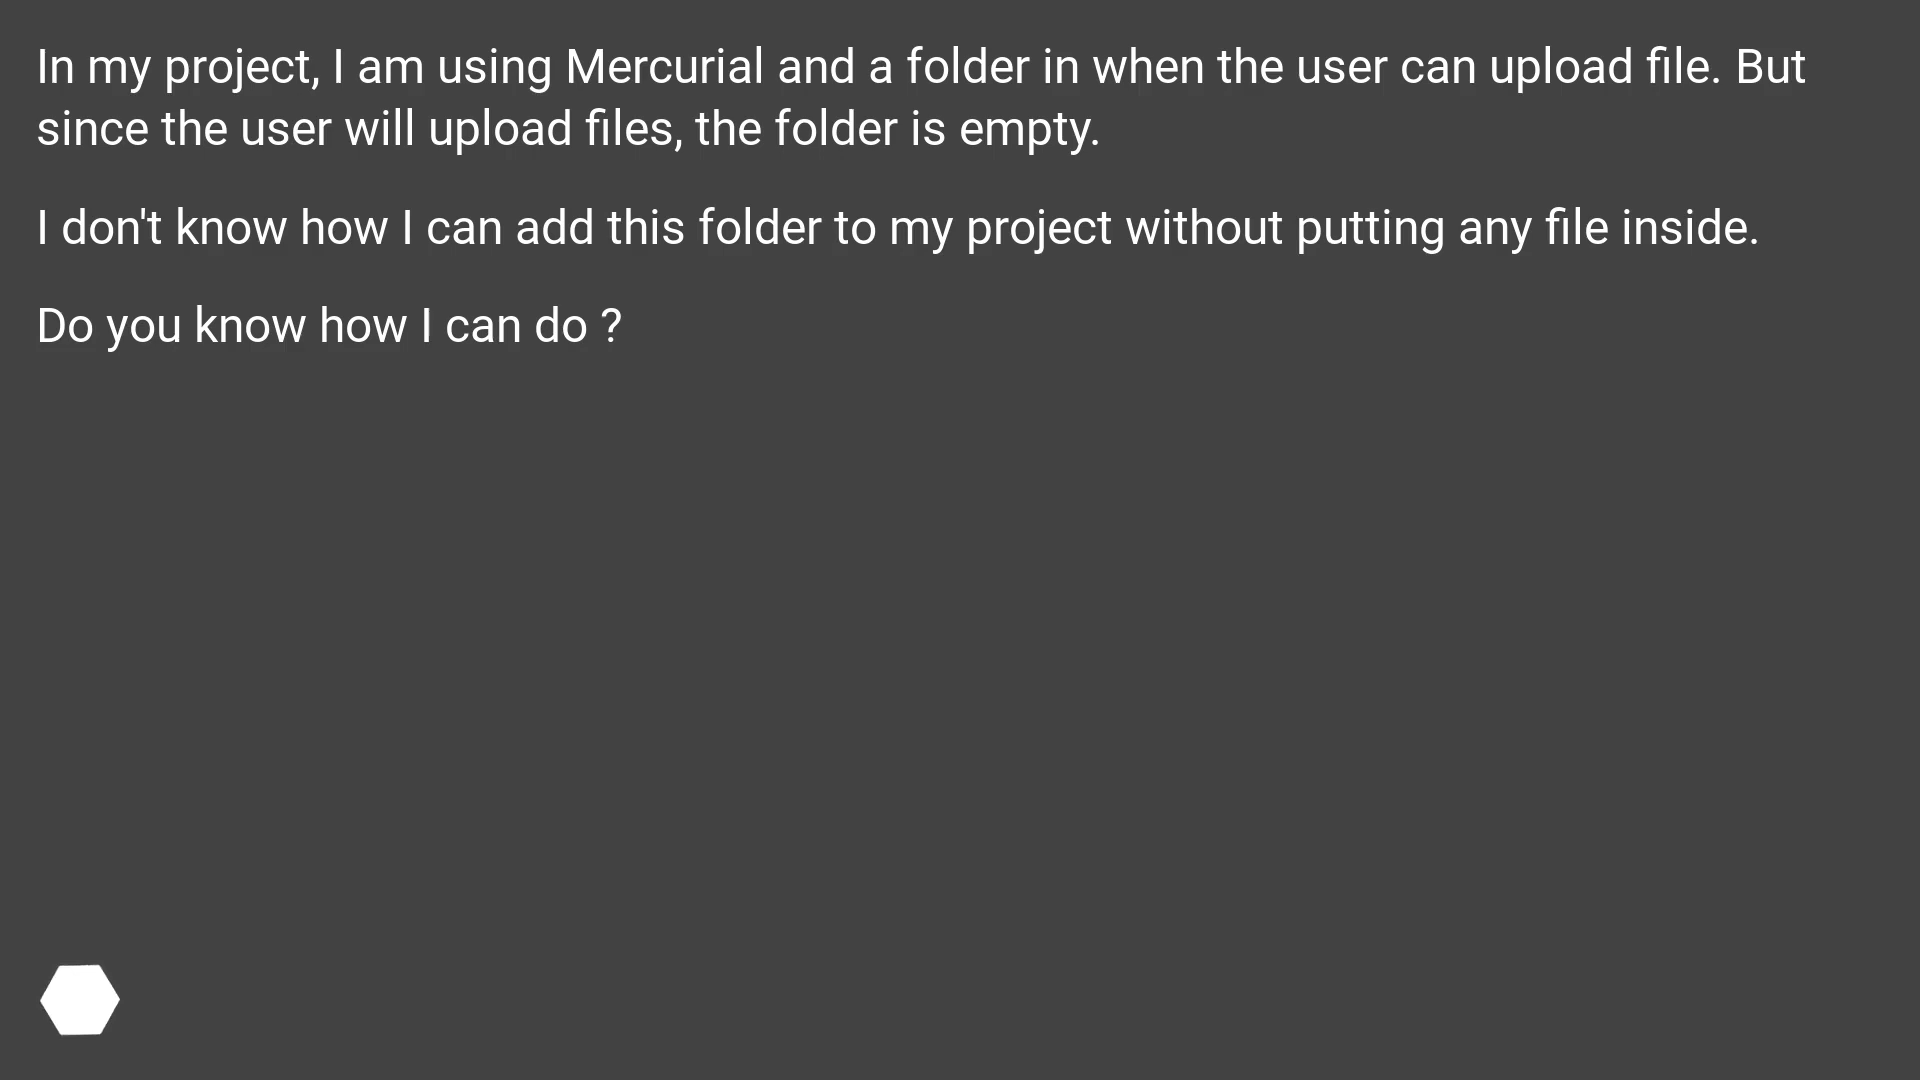 In my project, I am using Mercurial and a folder in when the user can upload file. But
since the user will upload files, the folder is empty.
I don't know how I can add this folder to my project without putting any file inside.
Do you know how I can do ?